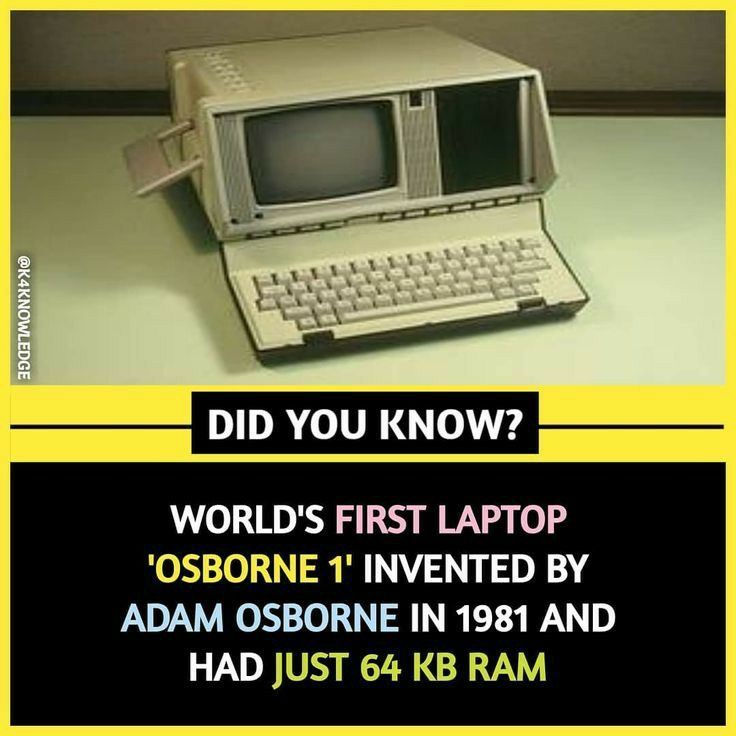 @K4KNOWLEDGE
DID YOU KNOW?
WORLD'S FIRST LAPTOP
'OSBORNE 1' INVENTED BY
ADAM OSBORNE IN 1981 AND
HAD JUST 64 KB RAM